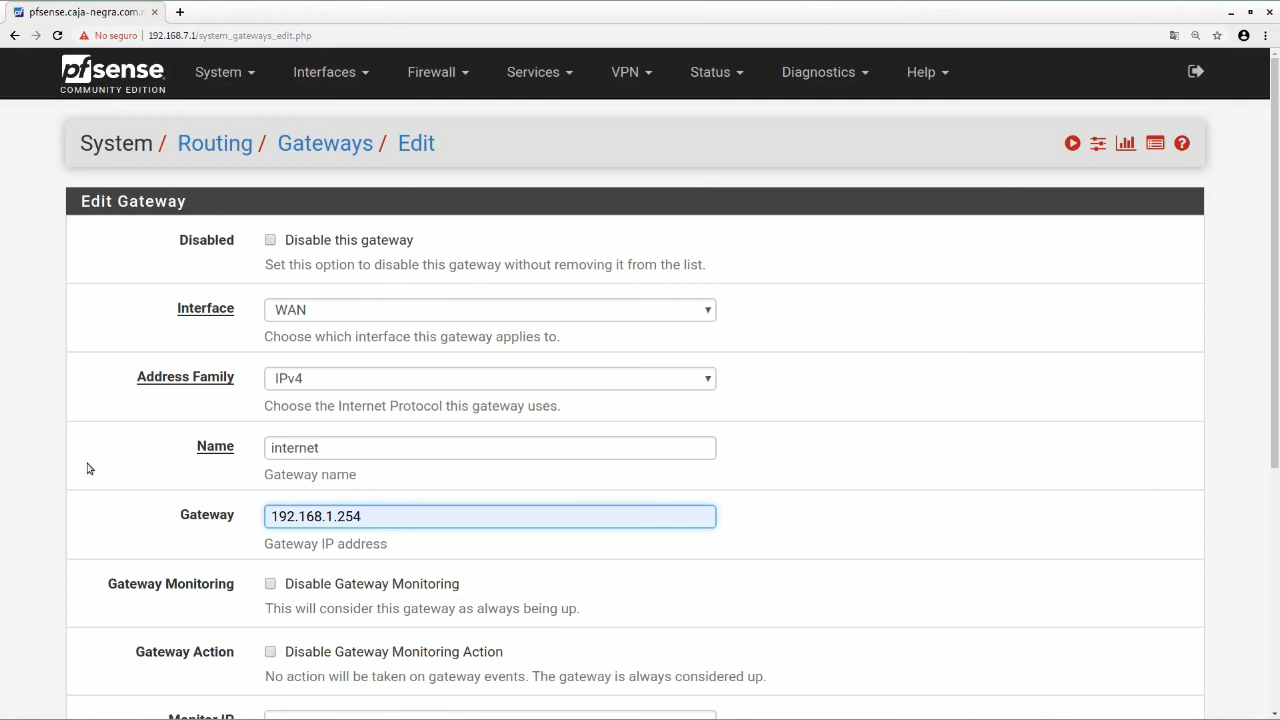 pfsense.caja-negra.com.
No seguro
192.168.7.1/system_gateways_edit.php
pfsense
COMMUNITY EDITION
System
Interfaces
Firewall
Services
VPN
Status
Diagnostics
Help
System / Routing / Gateways / Edit
Edit Gateway
Disabled
Disable this gateway
Set this option to disable this gateway without removing it from the list.
Interface
WAN
Choose which interface this gateway applies to.
Address Family
IPv4
Choose the Internet Protocol this gateway uses.
Name
internet
Gateway name
Gateway
192.168.1.254
Gateway IP address
Gateway Monitoring
Disable Gateway Monitoring
This will consider this gateway as always being up.
Gateway Action
Disable Gateway Monitoring Action
No action will be taken on gateway events. The gateway is always considered up.
Monitor IP